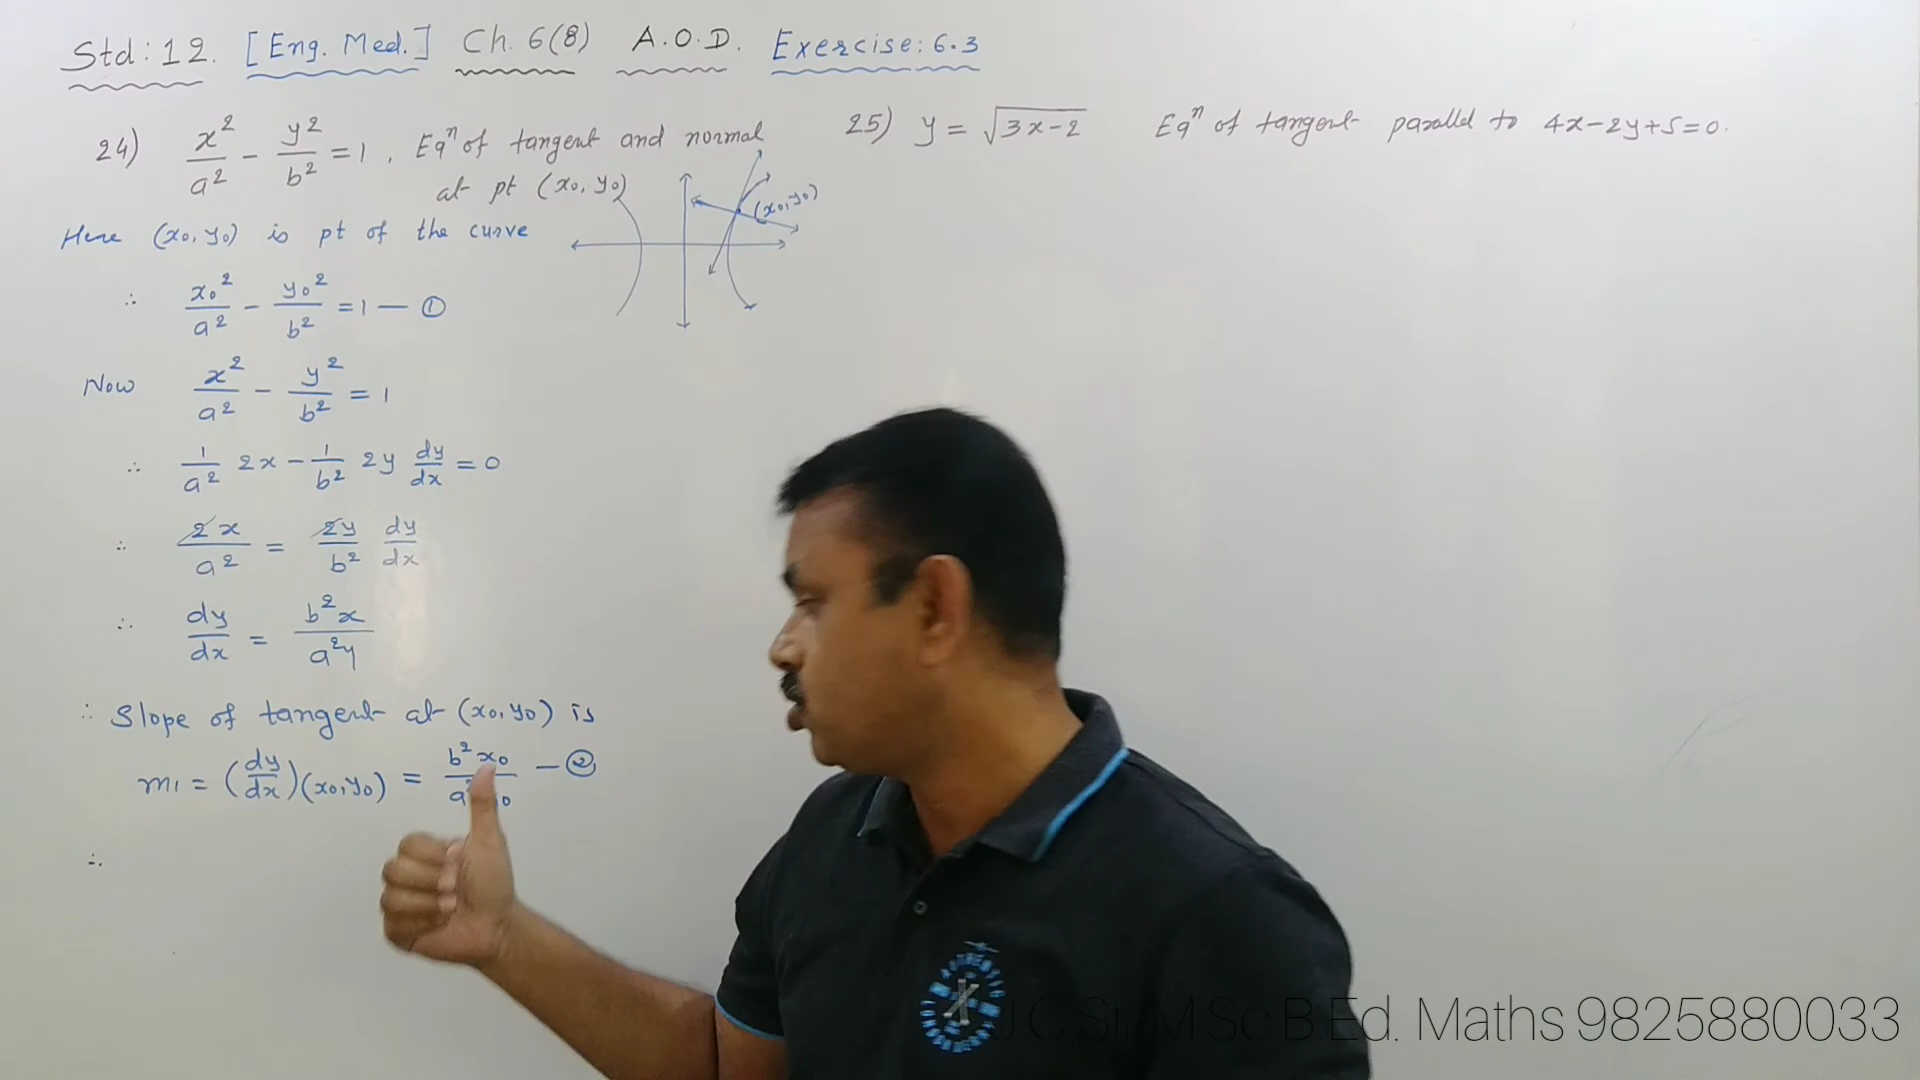 Std: 12. [Eng. Med.] Ch. 6(8) A.O.D. Exercise: 6.3
24) x²/a² - y²/b² = 1, Eqⁿ of tangent and normal
at pt (x₀, y₀)
(x₀, y₀)
Here (x₀, y₀) is pt of the curve
∴ x₀²/a² - y₀²/b² = 1 — ①
Now x²/a² - y²/b² = 1
∴ 1/a² 2x - 1/b² 2y dy/dx = 0
∴ 2x/a² = 2y/b² dy/dx
∴ dy/dx = b²x/a²y
∴ Slope of tangent at (x₀, y₀) is
m₁ = (dy/dx)(x₀, y₀) = b²x₀/a²y₀ — ②
∴
25) y = √(3x-2) Eqⁿ of tangent parallel to 4x-2y+5=0.
J C Sir M Sc B Ed. Maths 9825880033